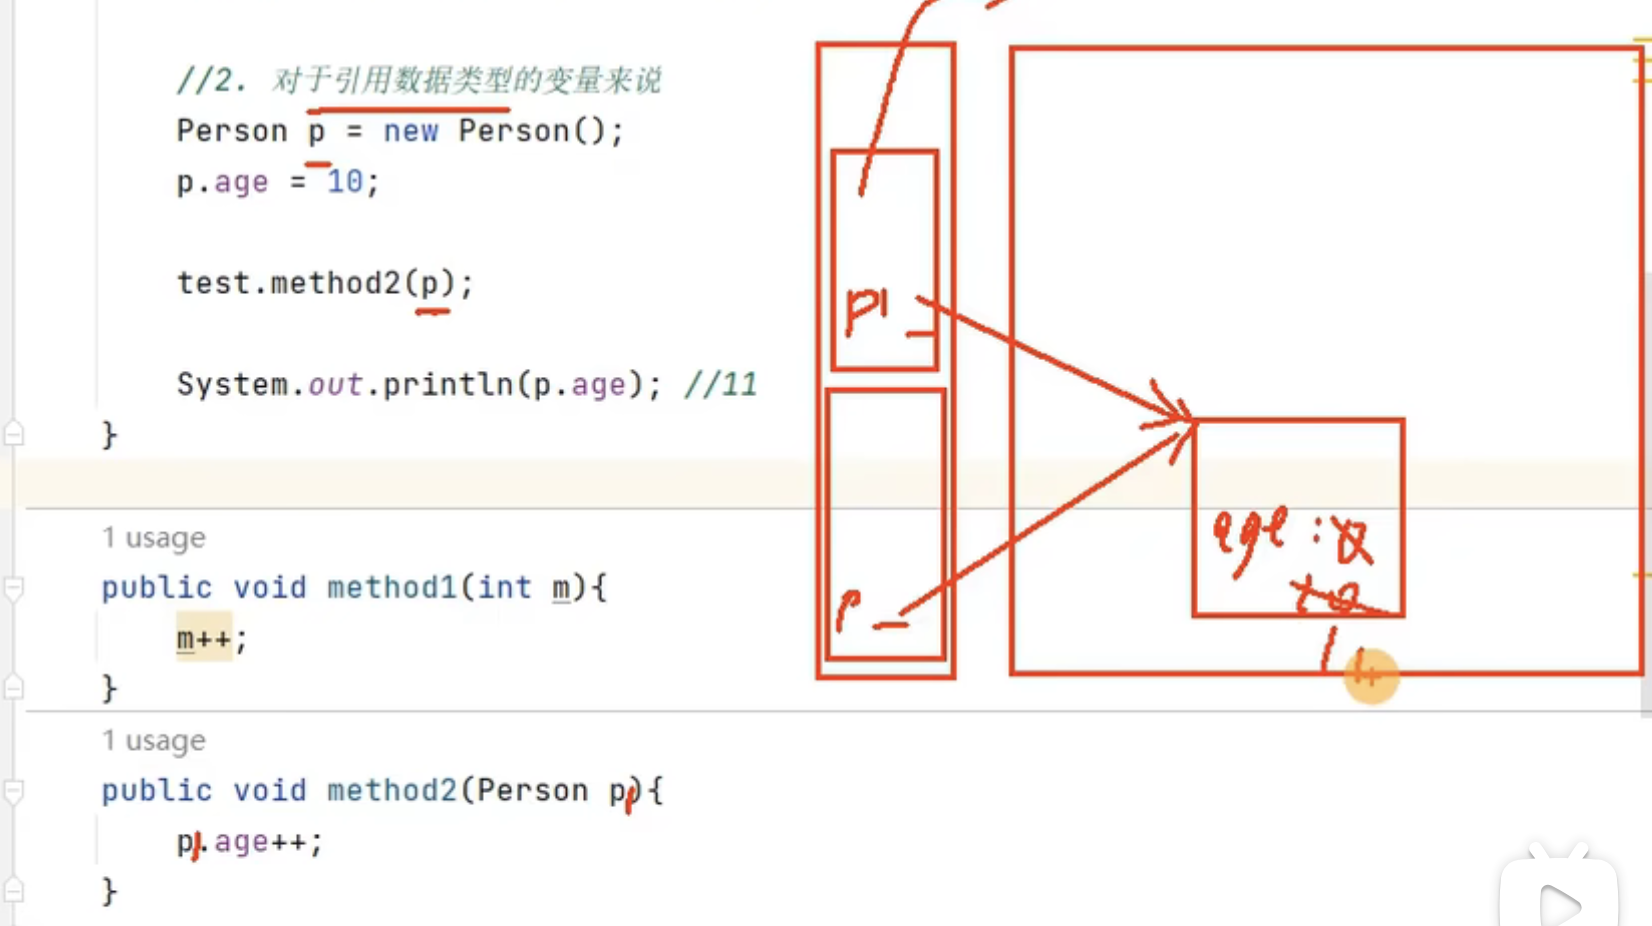 //2. 对于引用数据类型的变量来说
Person p = new Person();
p.age = 10;
test.method2(p);
System.out.println(p.age); //11
}
1 usage
public void method1(int m){
m++;
}
1 usage
public void method2(Person p){
p.age++;
}
p1
p
age:0
10
11